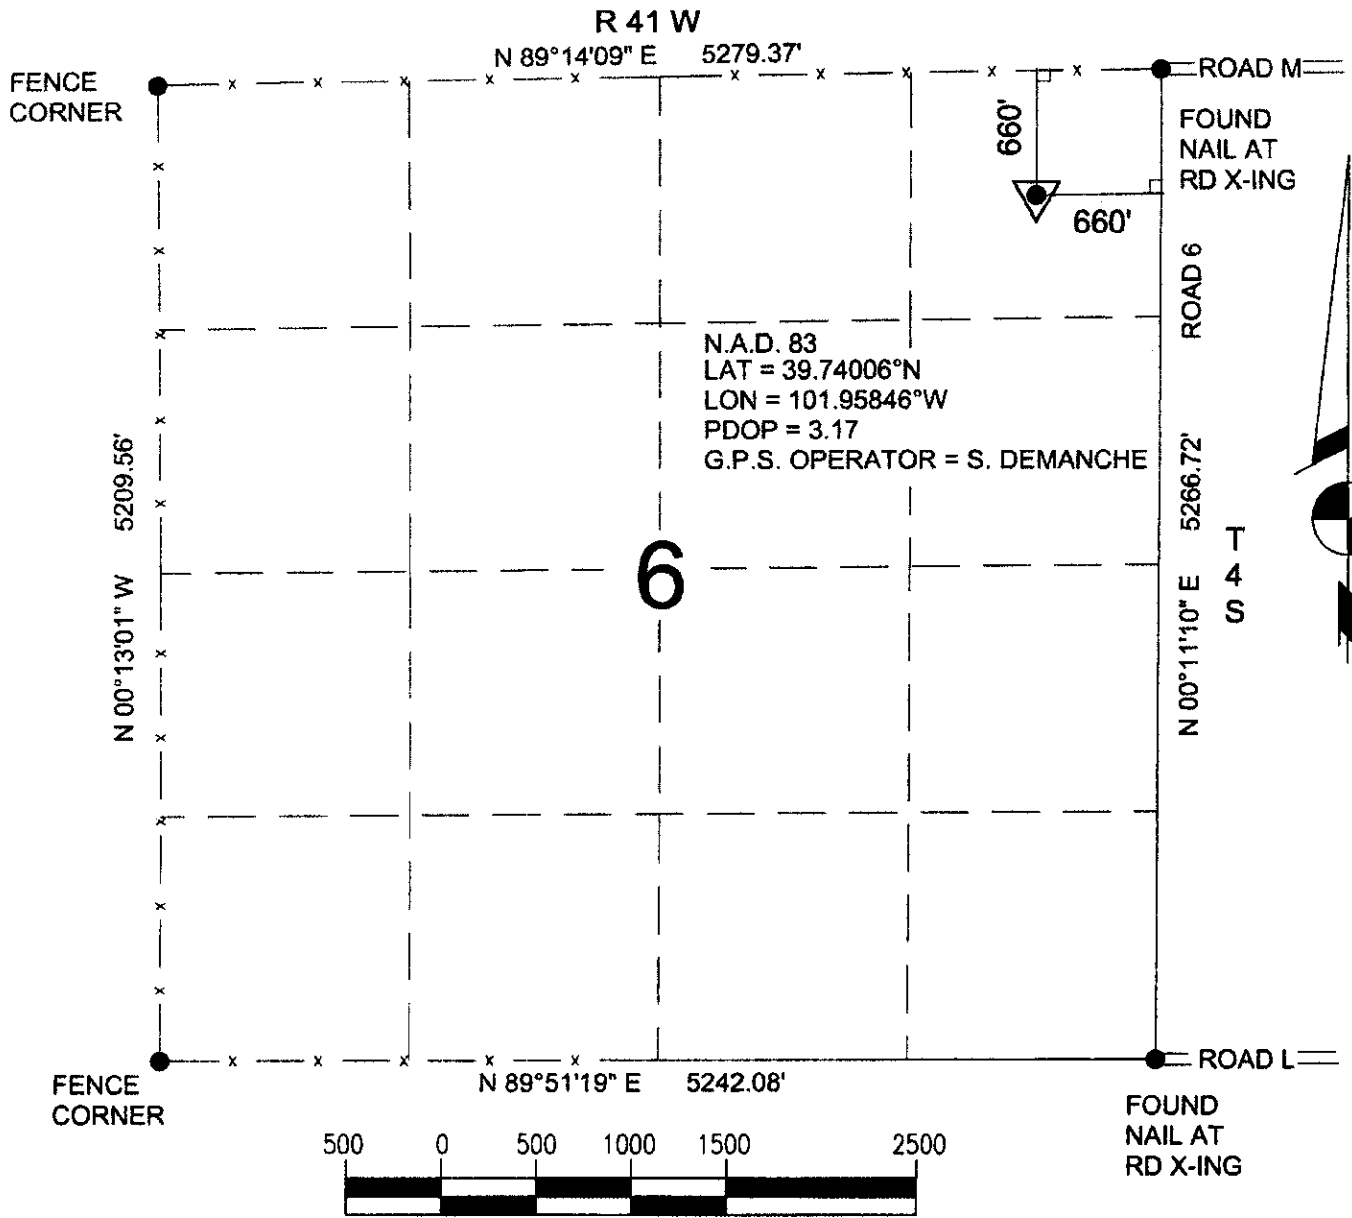 R 41 W
N 89°14'09" E 5279.37'
FENCE
CORNER
ROAD M
FOUND
NAIL AT
RD X-ING
660'
660'
ROAD 6
N.A.D. 83
LAT = 39.74006°N
LON = 101.95846°W
PDOP = 3.17
G.P.S. OPERATOR = S. DEMANCHE
N 00°13'01" W 5209.56'
N 00°11'10" E 5266.72'
T
4
S
6
FENCE
CORNER
N 89°51'19" E 5242.08'
ROAD L
FOUND
NAIL AT
RD X-ING
500 0 500 1000 1500 2500